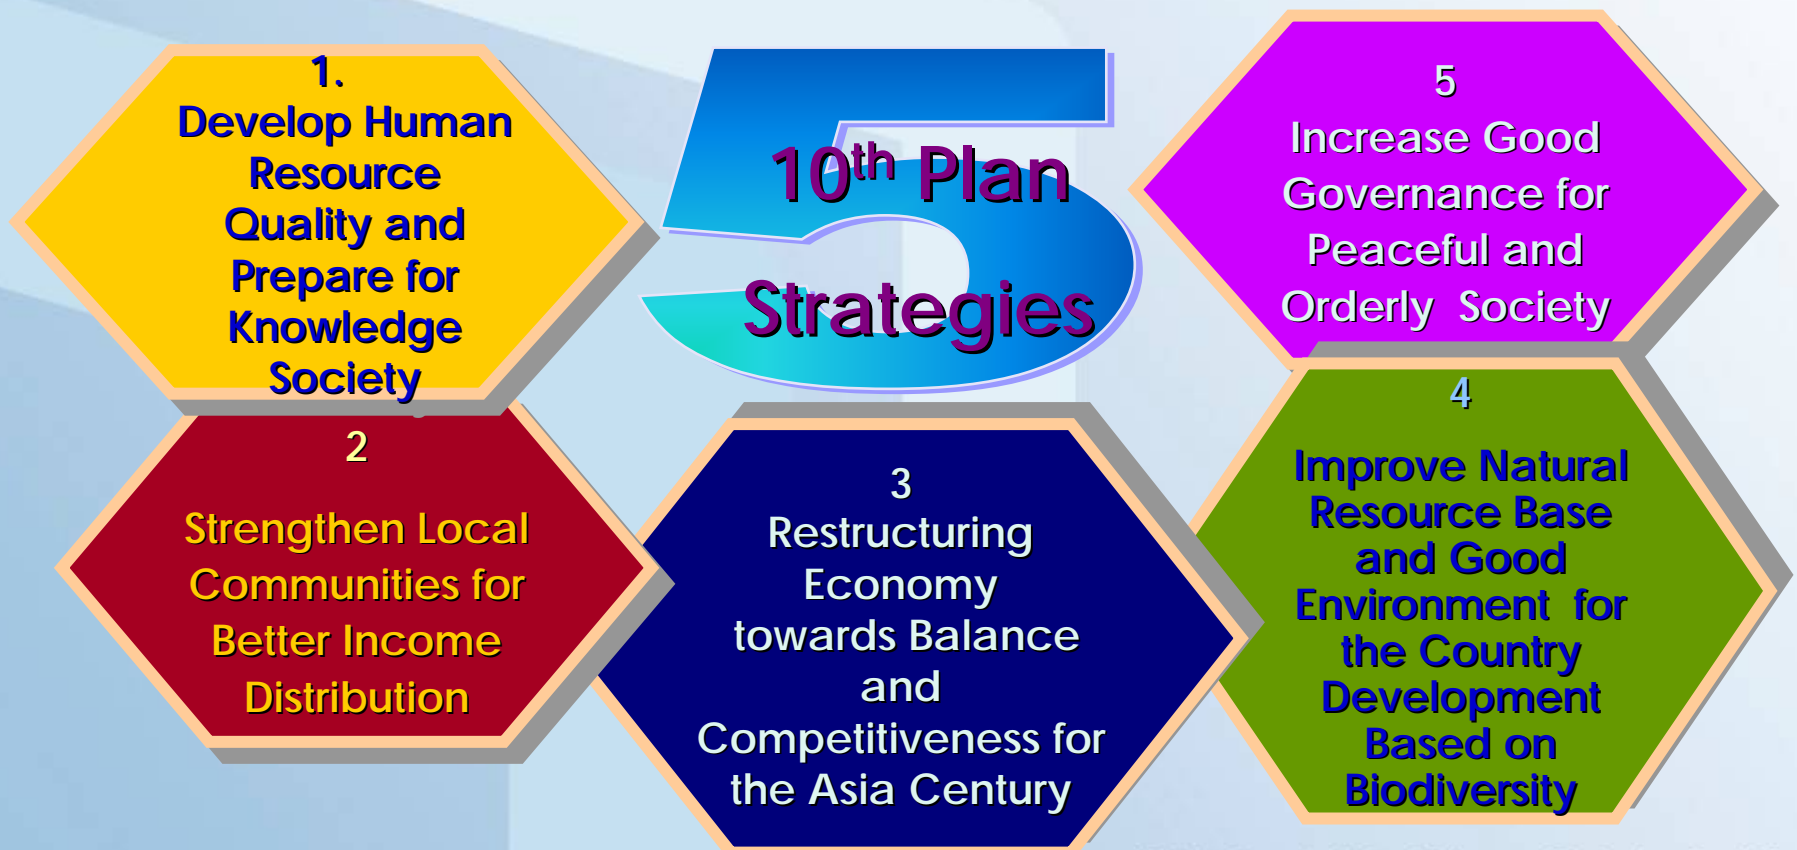 5
10th Plan
Strategies
1.
Develop Human
Resource
Quality and
Prepare for
Knowledge
Society
2
Strengthen Local
Communities for
Better Income
Distribution
3
Restructuring
Economy
towards Balance
and
Competitiveness for
the Asia Century
4
Improve Natural
Resource Base
and Good
Environment for
the Country
Development
Based on
Biodiversity
5
Increase Good
Governance for
Peaceful and
Orderly Society